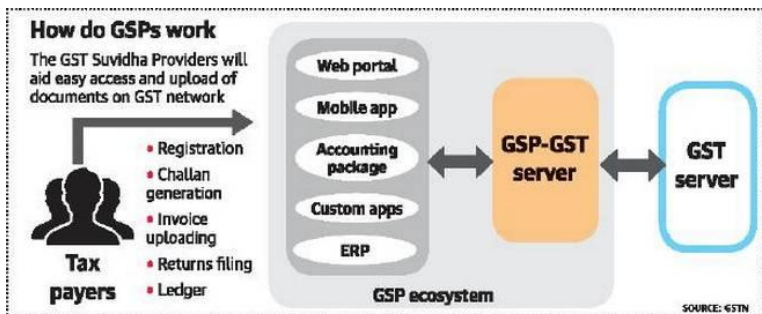 How do GSPs work
The GST Suvidha Providers will
aid easy access and upload of
documents on GST network
Tax
payers
• Registration
• Challan
generation
• Invoice
uploading
• Returns filing
• Ledger
Web portal
Mobile app
Accounting
package
Custom apps
ERP
GSP-GST
server
GSP ecosystem
GST
server
SOURCE: GSTN